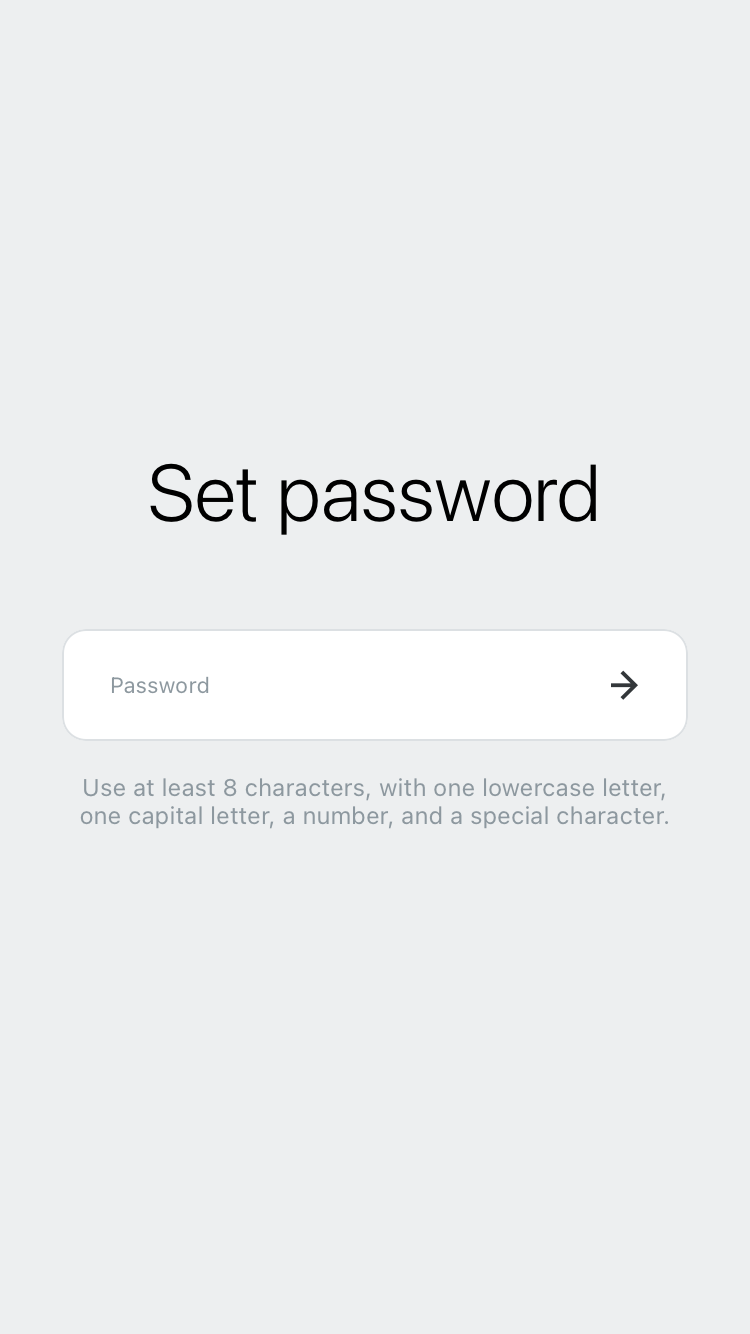 Set password
Password
Use at least 8 characters, with one lowercase letter,
one capital letter, a number, and a special character.